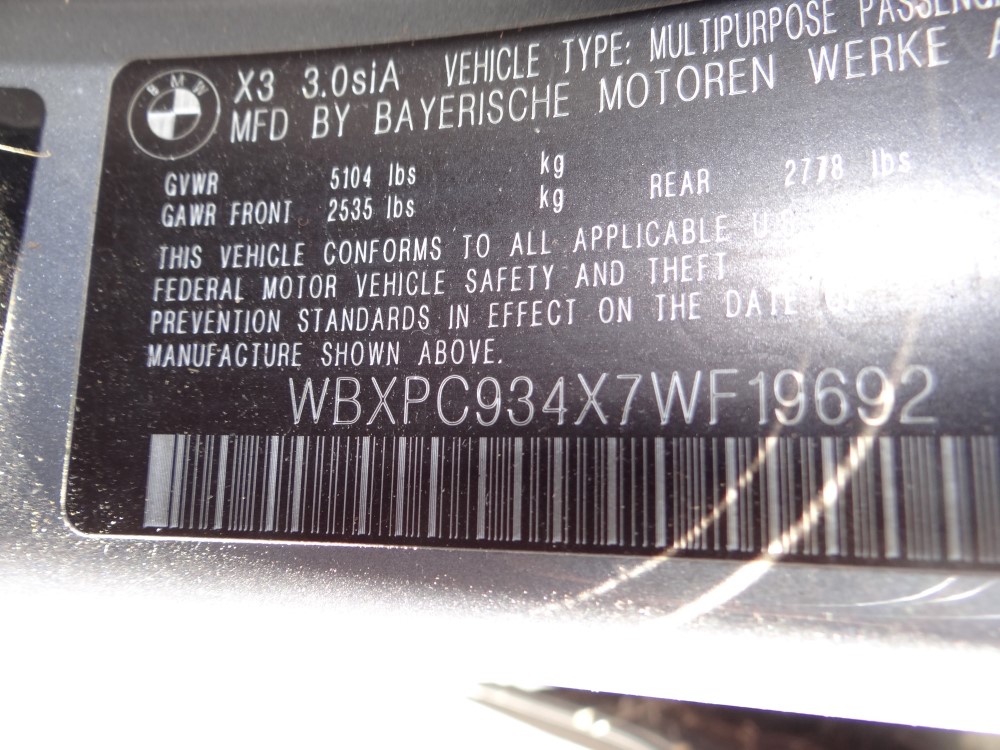 BMW
X3 3.0siA VEHICLE TYPE: MULTIPURPOSE
MFD BY BAYERISCHE MOTOREN WERKE
GVWR 5104 lbs kg
GAWR FRONT 2535 lbs kg REAR 2778 lbs
THIS VEHICLE CONFORMS TO ALL APPLICABLE
FEDERAL MOTOR VEHICLE SAFETY AND THEFT
PREVENTION STANDARDS IN EFFECT ON THE DATE
MANUFACTURE SHOWN ABOVE.
WBXPC934X7WF19692